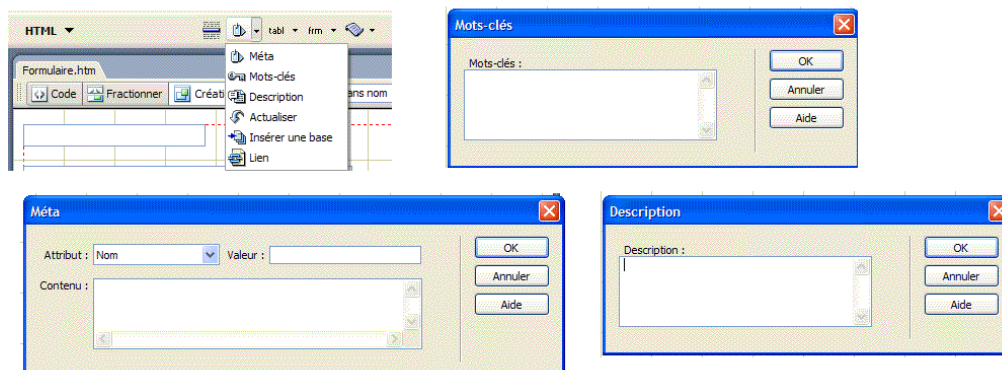 HTML tabl frm
Méta
Mots-clés
Description
Actualiser
Insérer une base
Lien
Formulaire.htm
Code Fractionner Créati ans nom
Mots-clés
Mots-clés :
OK
Annuler
Aide
Méta
Attribut : Nom Valeur :
Contenu :
OK
Annuler
Aide
Description
Description :
OK
Annuler
Aide